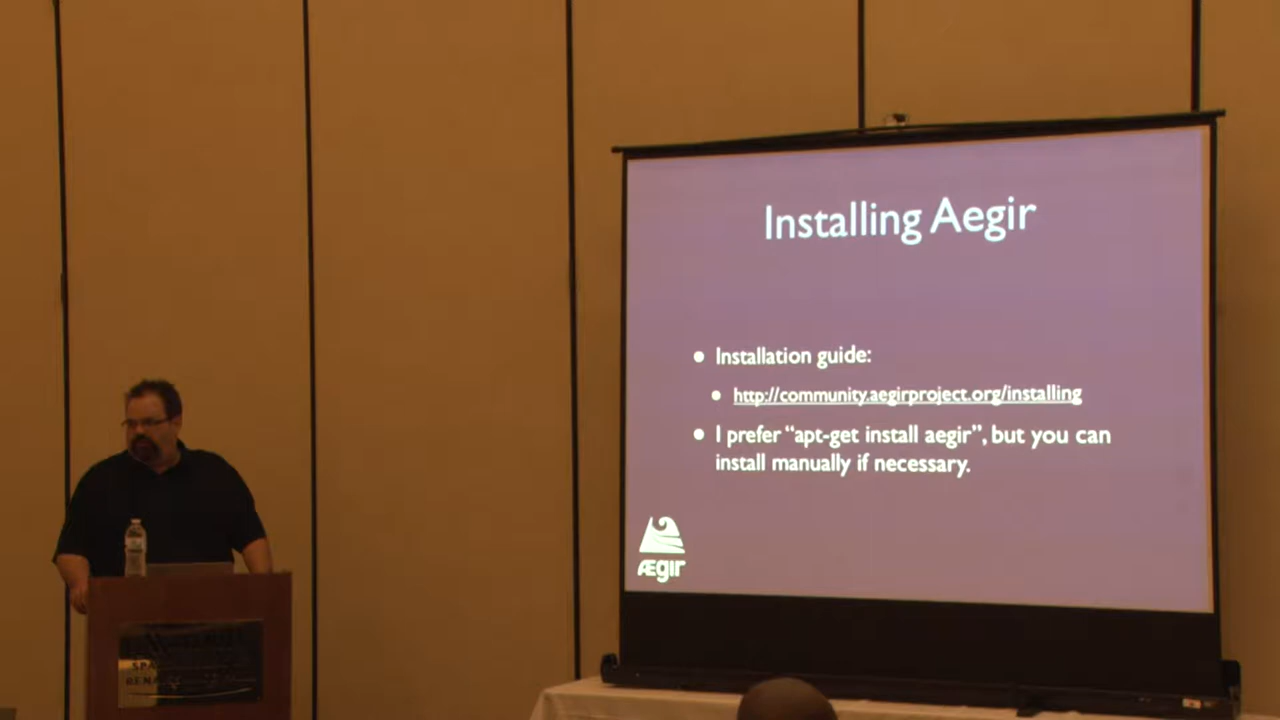 Installing Aegir
• Installation guide:
• http://community.aegirproject.org/installing
• I prefer “apt-get install aegir”, but you can
install manually if necessary.
ÆGIR